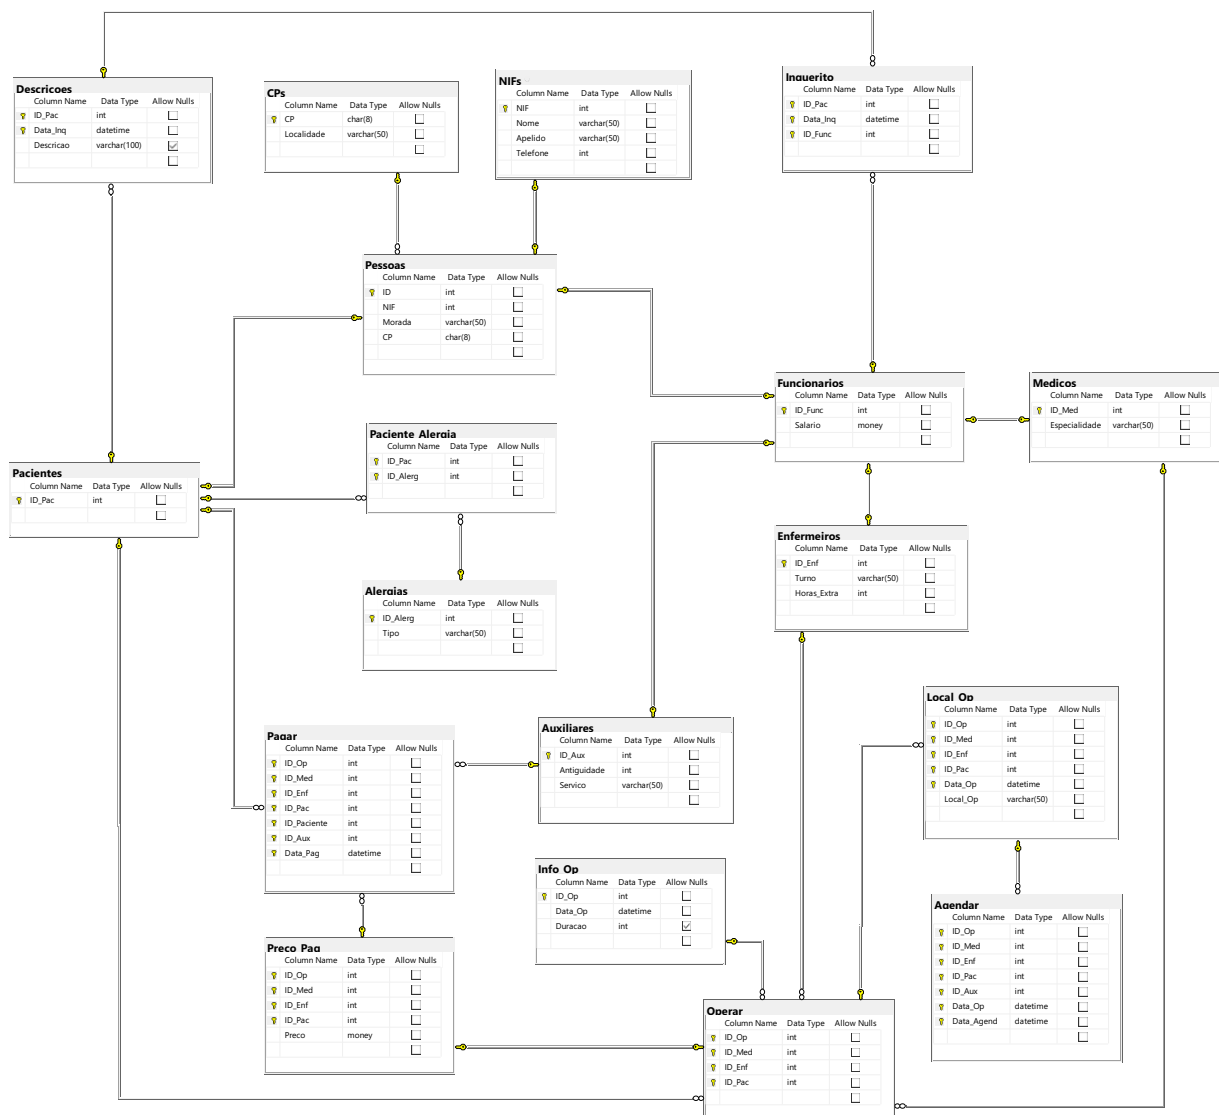 Descricoes
Column Name Data Type Allow Nulls
ID_Pac int
Data_Inq datetime
Descricao varchar(100)
CPs
Column Name Data Type Allow Nulls
CP char(8)
Localidade varchar(50)
NIFs
Column Name Data Type Allow Nulls
NIF int
Nome varchar(50)
Apelido varchar(50)
Telefone int
Inquerito
Column Name Data Type Allow Nulls
ID_Pac int
Data_Inq datetime
ID_Func int
Pessoas
Column Name Data Type Allow Nulls
ID int
NIF int
Morada varchar(50)
CP char(8)
Funcionarios
Column Name Data Type Allow Nulls
ID_Func int
Salario money
Medicos
Column Name Data Type Allow Nulls
ID_Med int
Especialidade varchar(50)
Paciente_Alergia
Column Name Data Type Allow Nulls
ID_Pac int
ID_Alerg int
Pacientes
Column Name Data Type Allow Nulls
ID_Pac int
Enfermeiros
Column Name Data Type Allow Nulls
ID_Enf int
Turno varchar(50)
Horas_Extra int
Alergias
Column Name Data Type Allow Nulls
ID_Alerg int
Tipo varchar(50)
Local_Op
Column Name Data Type Allow Nulls
ID_Op int
ID_Med int
ID_Enf int
ID_Pac int
Data_Op datetime
Local_Op varchar(50)
Pagar
Column Name Data Type Allow Nulls
ID_Op int
ID_Med int
ID_Enf int
ID_Pac int
ID_Paciente int
ID_Aux int
Data_Pag datetime
Auxiliares
Column Name Data Type Allow Nulls
ID_Aux int
Antiguidade int
Servico varchar(50)
Info_Op
Column Name Data Type Allow Nulls
ID_Op int
Data_Op datetime
Duracao int
Agendar
Column Name Data Type Allow Nulls
ID_Op int
ID_Med int
ID_Enf int
ID_Pac int
ID_Aux int
Data_Op datetime
Data_Agend datetime
Preco_Pag
Column Name Data Type Allow Nulls
ID_Op int
ID_Med int
ID_Enf int
ID_Pac int
Preco money
Operar
Column Name Data Type Allow Nulls
ID_Op int
ID_Med int
ID_Enf int
ID_Pac int